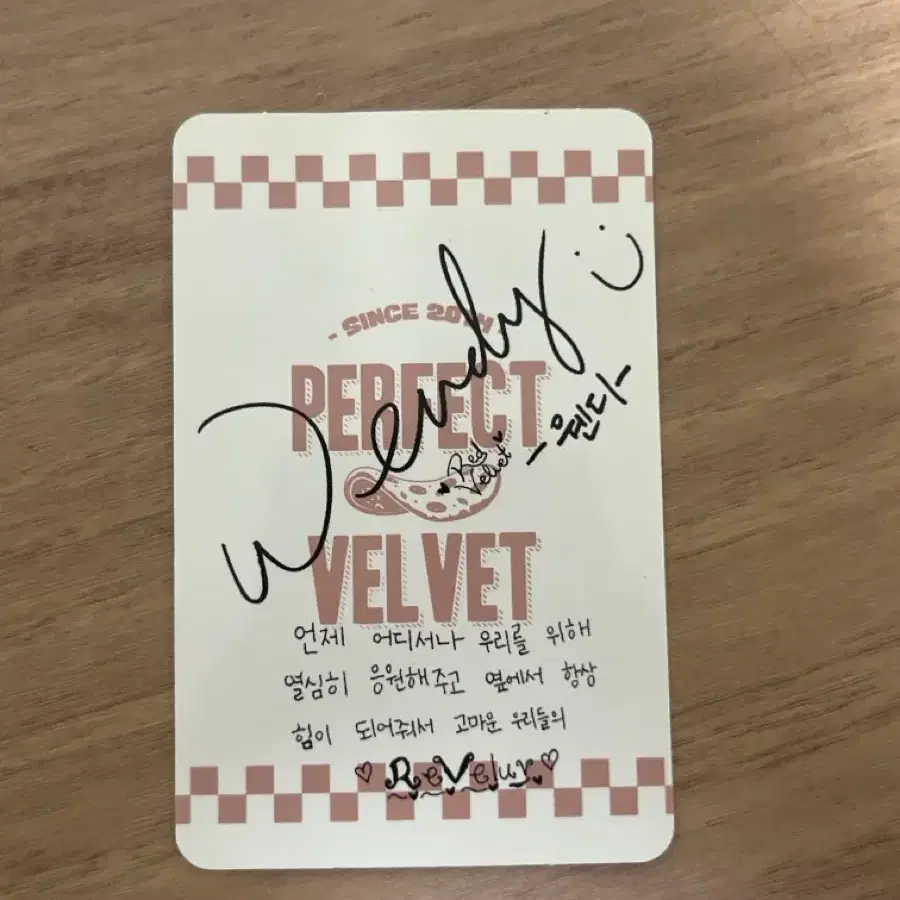 - SINCE 2014 -
PERFECT
Wendy :)
- 웬디 -
♥ Red Velvet ♥
VELVET
언제 어디서나 우리를 위해
열심히 응원해주고 옆에서 항상
힘이 되어줘서 고마운 우리들의
♡ ReVeluv ♡